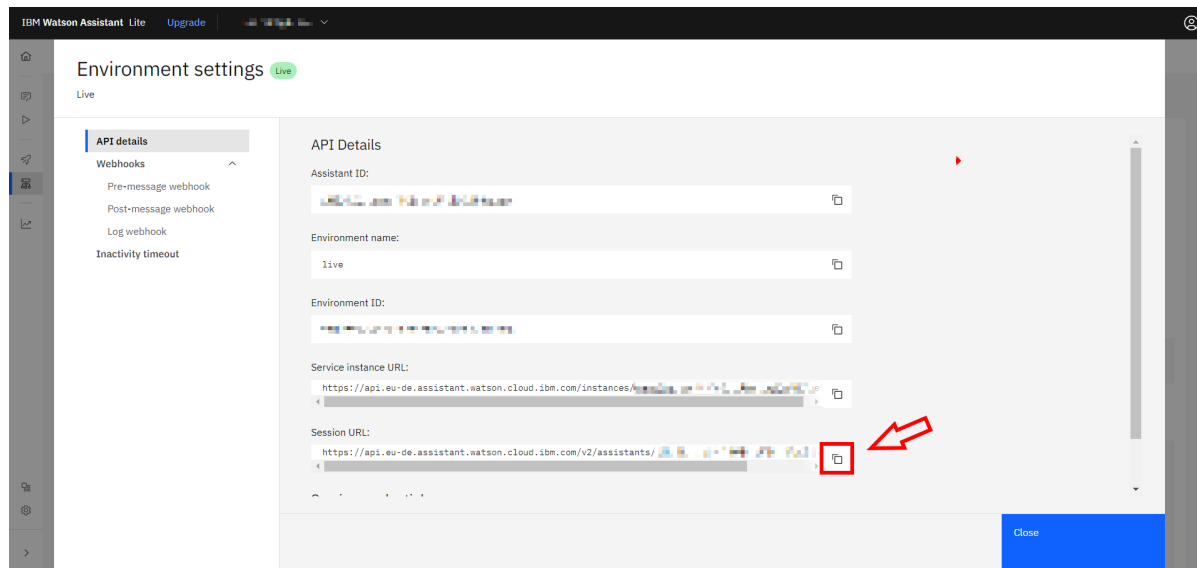 IBM Watson Assistant Lite Upgrade
Environment settings Live
Live
API details
Webhooks
Pre-message webhook
Post-message webhook
Log webhook
Inactivity timeout
API Details
Assistant ID:
Environment name:
live
Environment ID:
Service instance URL:
https://api.eu-de.assistant.watson.cloud.ibm.com/instances/
Session URL:
https://api.eu-de.assistant.watson.cloud.ibm.com/v2/assistants/
Close